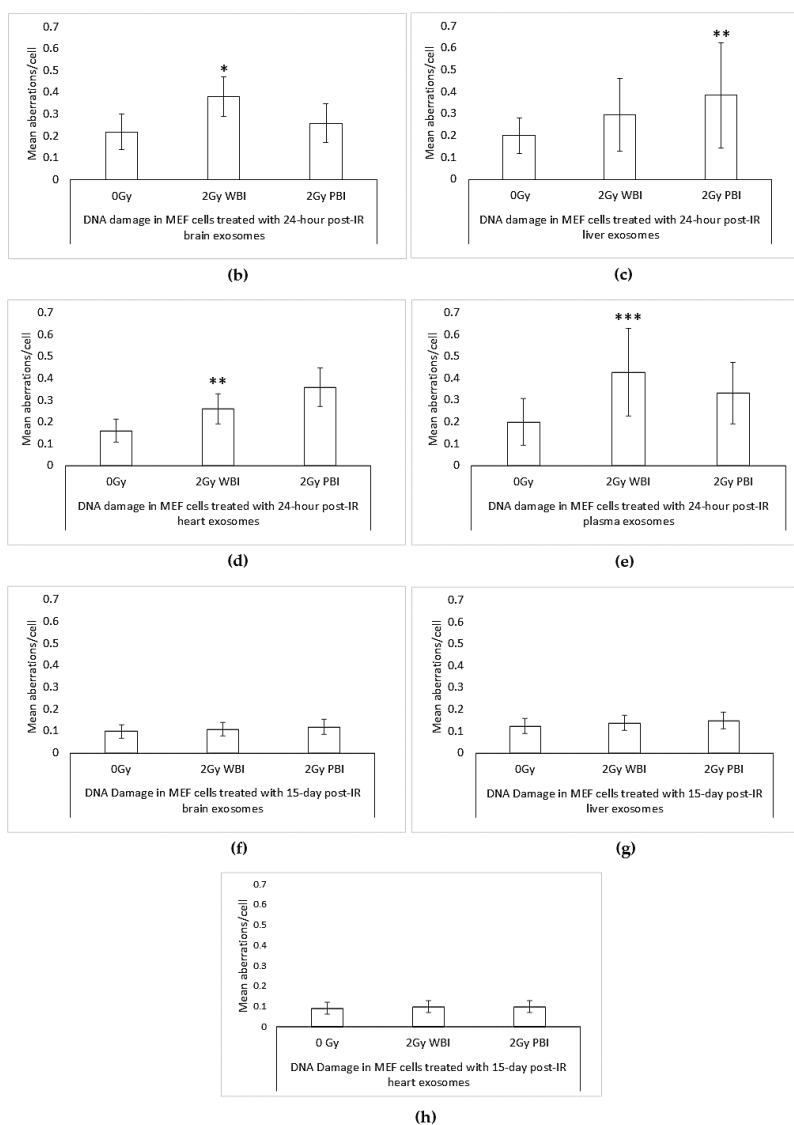 Mean aberrations/cell
0.7
0.6
0.5
0.4
0.3
0.2
0.1
0
*
0Gy 2Gy WBI 2Gy PBI
DNA damage in MEF cells treated with 24-hour post-IR
brain exosomes
(b)
Mean aberrations/cell
0.7
0.6
0.5
0.4
0.3
0.2
0.1
0
**
0Gy 2Gy WBI 2Gy PBI
DNA damage in MEF cells treated with 24-hour post-IR
liver exosomes
(c)
Mean aberrations/cell
0.7
0.6
0.5
0.4
0.3
0.2
0.1
0
**
0Gy 2Gy WBI 2Gy PBI
DNA damage in MEF cells treated with 24-hour post-IR
heart exosomes
(d)
Mean aberrations/cell
0.7
0.6
0.5
0.4
0.3
0.2
0.1
0
***
0Gy 2Gy WBI 2Gy PBI
DNA damage in MEF cells treated with 24-hour post-IR
plasma exosomes
(e)
Mean aberrations/cell
0.7
0.6
0.5
0.4
0.3
0.2
0.1
0
0Gy 2Gy WBI 2Gy PBI
DNA Damage in MEF cells treated with 15-day post-IR
brain exosomes
(f)
Mean aberrations/cell
0.7
0.6
0.5
0.4
0.3
0.2
0.1
0
0Gy 2Gy WBI 2Gy PBI
DNA Damage in MEF cells treated with 15-day post-IR
liver exosomes
(g)
Mean aberrations/cell
0.7
0.6
0.5
0.4
0.3
0.2
0.1
0
0 Gy 2Gy WBI 2Gy PBI
DNA Damage in MEF cells treated with 15-day post-IR
heart exosomes
(h)